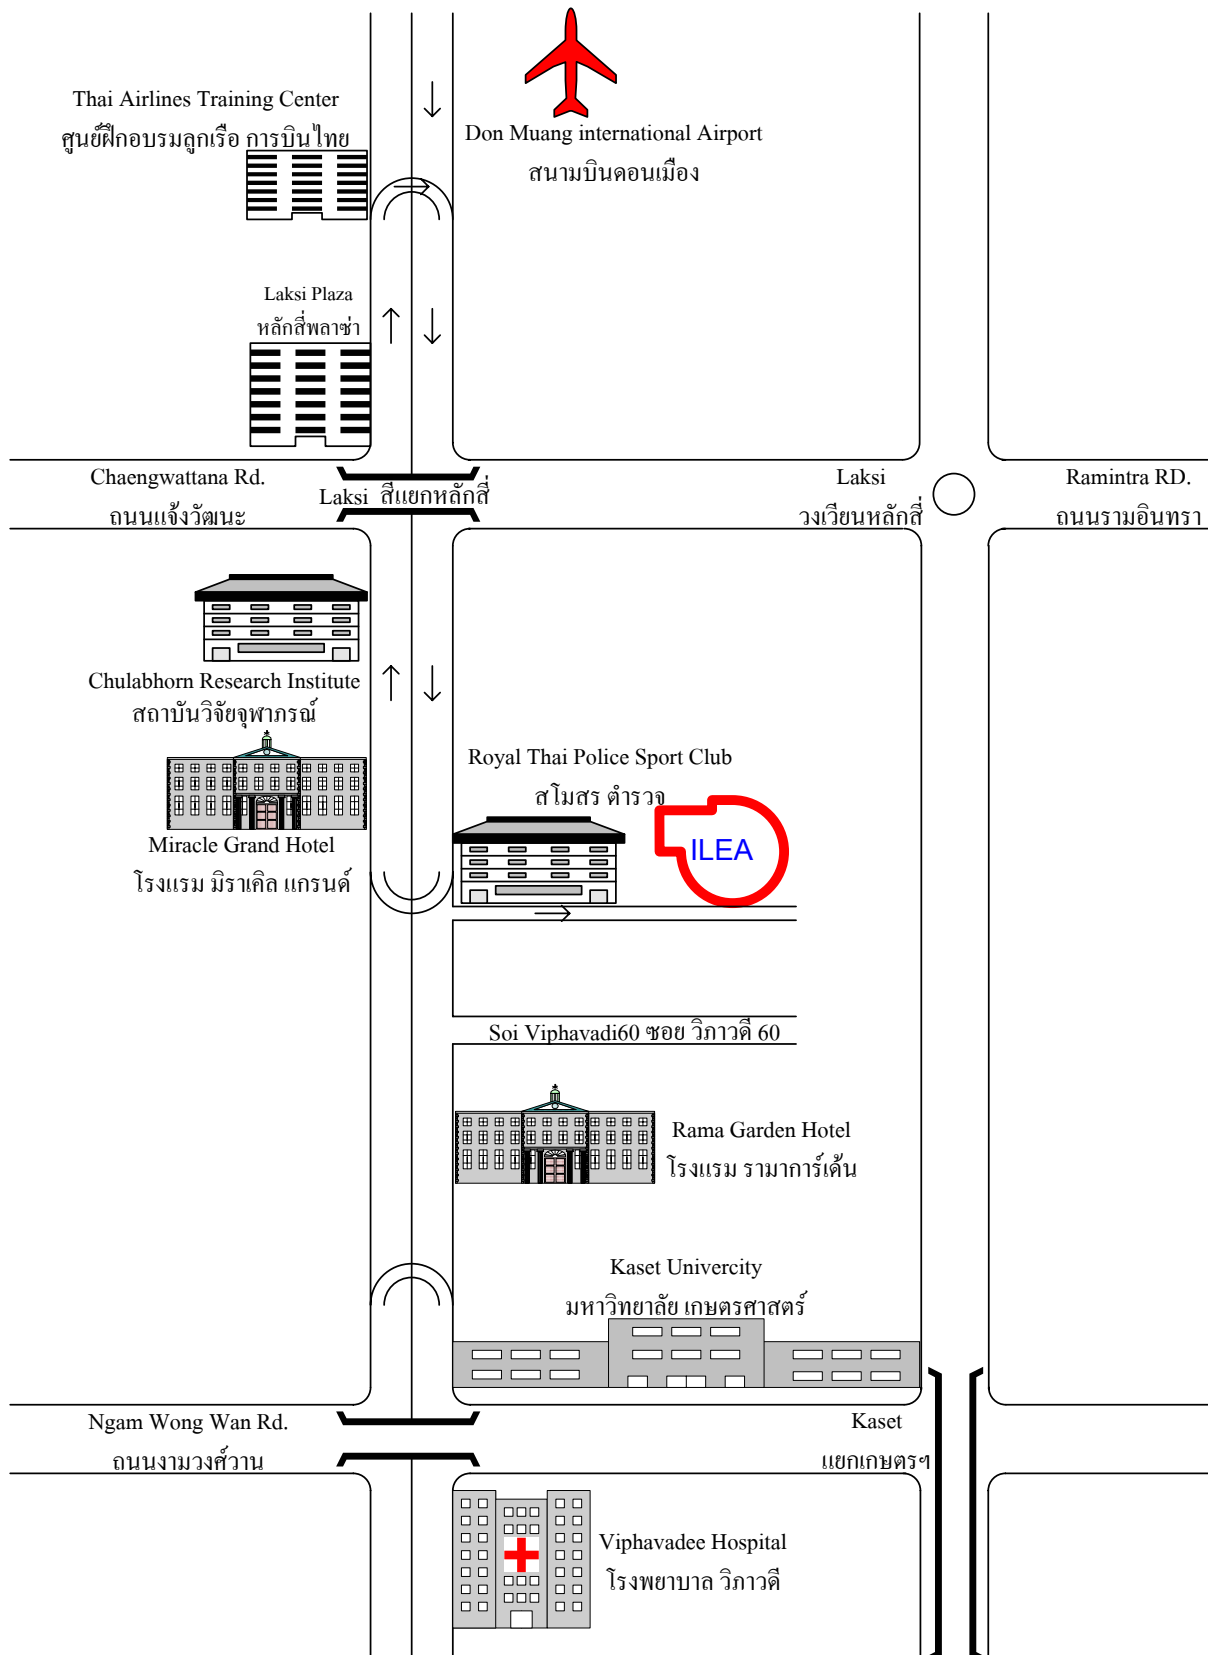 Thai Airlines Training Center
ศูนย์ฝึกอบรมลูกเรือ การบินไทย
Don Muang international Airport
สนามบินดอนเมือง
Laksi Plaza
หลักสี่พลาซ่า
Chaengwattana Rd.
ถนนแจ้งวัฒนะ
Laksi สี่แยกหลักสี่
Laksi
วงเวียนหลักสี่
Ramintra RD.
ถนนรามอินทรา
Chulabhorn Research Institute
สถาบันวิจัยจุฬาภรณ์
Royal Thai Police Sport Club
สโมสร ตำรวจ
ILEA
Miracle Grand Hotel
โรงแรม มิราเคิล แกรนด์
Soi Viphavadi60 ซอย วิภาวดี 60
Rama Garden Hotel
โรงแรม รามาการ์เด้น
Kaset Univercity
มหาวิทยาลัย เกษตรศาสตร์
Ngam Wong Wan Rd.
ถนนงามวงศ์วาน
Kaset
แยกเกษตรฯ
Viphavadee Hospital
โรงพยาบาล วิภาวดี